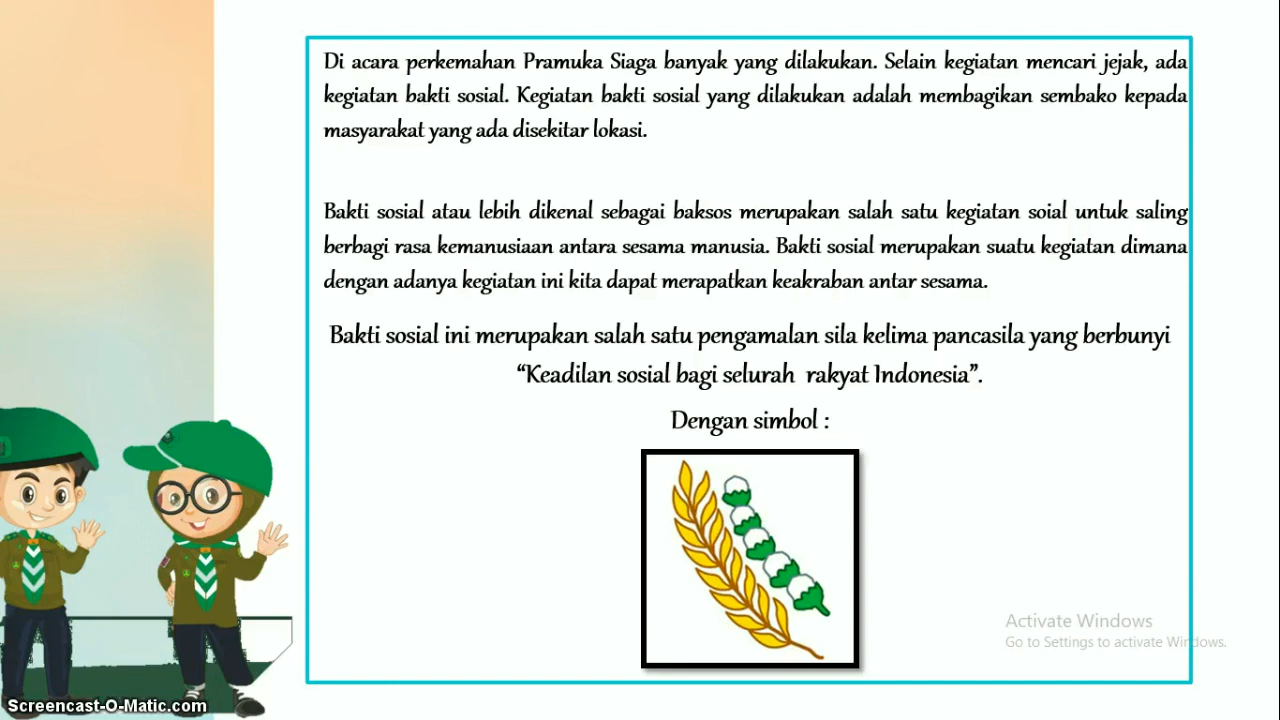 Di acara perkemahan Pramuka Siaga banyak yang dilakukan. Selain kegiatan mencari jejak, ada
kegiatan bakti sosial. Kegiatan bakti sosial yang dilakukan adalah membagikan sembako kepada
masyarakat yang ada disekitar lokasi.
Bakti sosial atau lebih dikenal sebagai baksos merupakan salah satu kegiatan soial untuk saling
berbagi rasa kemanusiaan antara sesama manusia. Bakti sosial merupakan suatu kegiatan dimana
dengan adanya kegiatan ini kita dapat merapatkan keakraban antar sesama.
Bakti sosial ini merupakan salah satu pengamalan sila kelima pancasila yang berbunyi
“Keadilan sosial bagi selurah rakyat Indonesia”.
Dengan simbol :
Activate Windows
Go to Settings to activate Windows.
Screencast-O-Matic.com